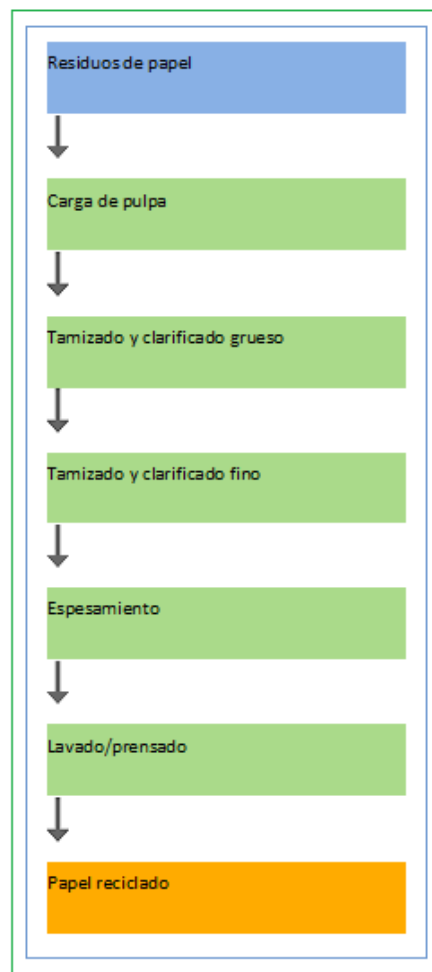 Residuos de papel
Carga de pulpa
Tamizado y clarificado grueso
Tamizado y clarificado fino
Espesamiento
Lavado/prensado
Papel reciclado